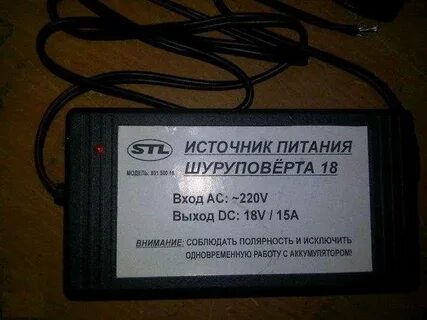 STL
ИСТОЧНИК ПИТАНИЯ
ШУРУПОВЁРТА 18
МОДЕЛЬ:
Вход AC: ~220V
Выход DC: 18V / 15A
ВНИМАНИЕ: СОБЛЮДАТЬ ПОЛЯРНОСТЬ И ИСКЛЮЧИТЬ
ОДНОВРЕМЕННУЮ РАБОТУ С АККУМУЛЯТОРОМ!